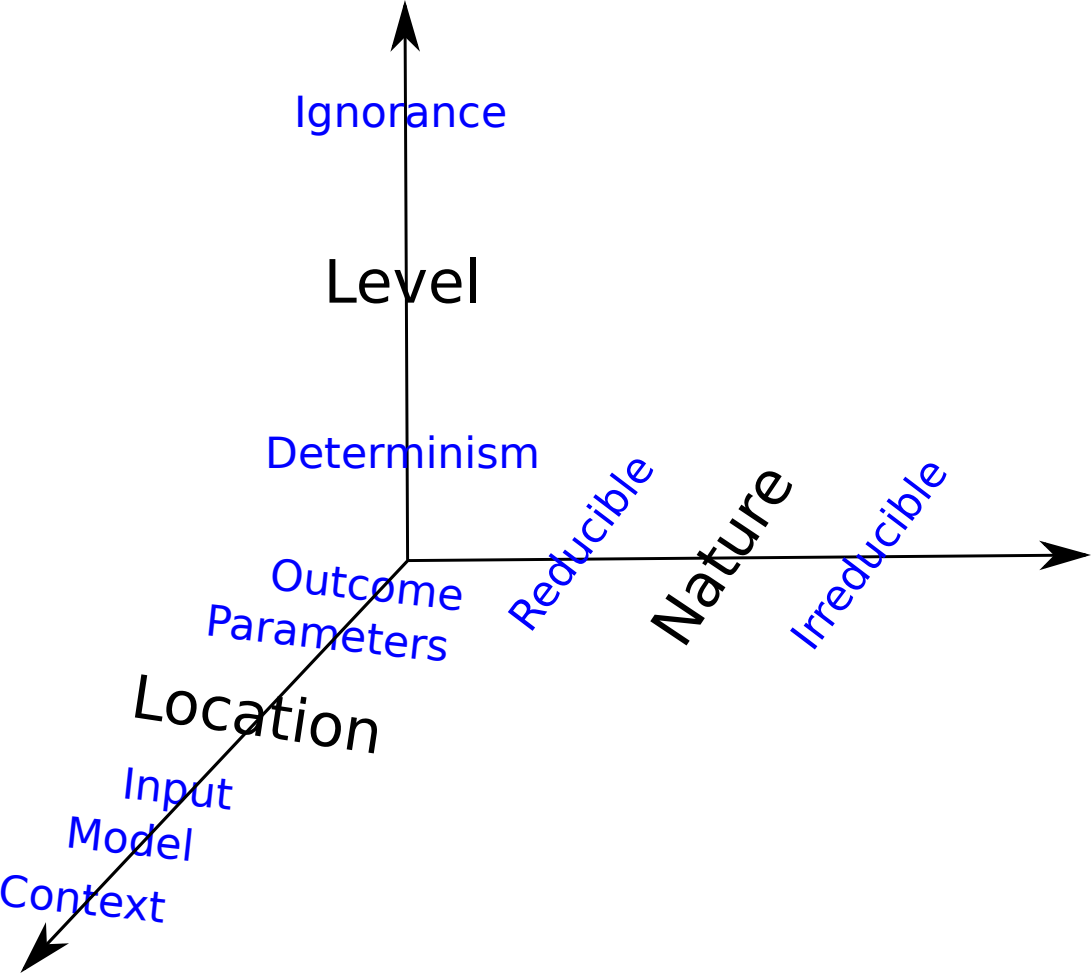 Ignorance
Level
Determinism
Reducible
Nature
Irreducible
Outcome
Parameters
Location
Input
Model
Context